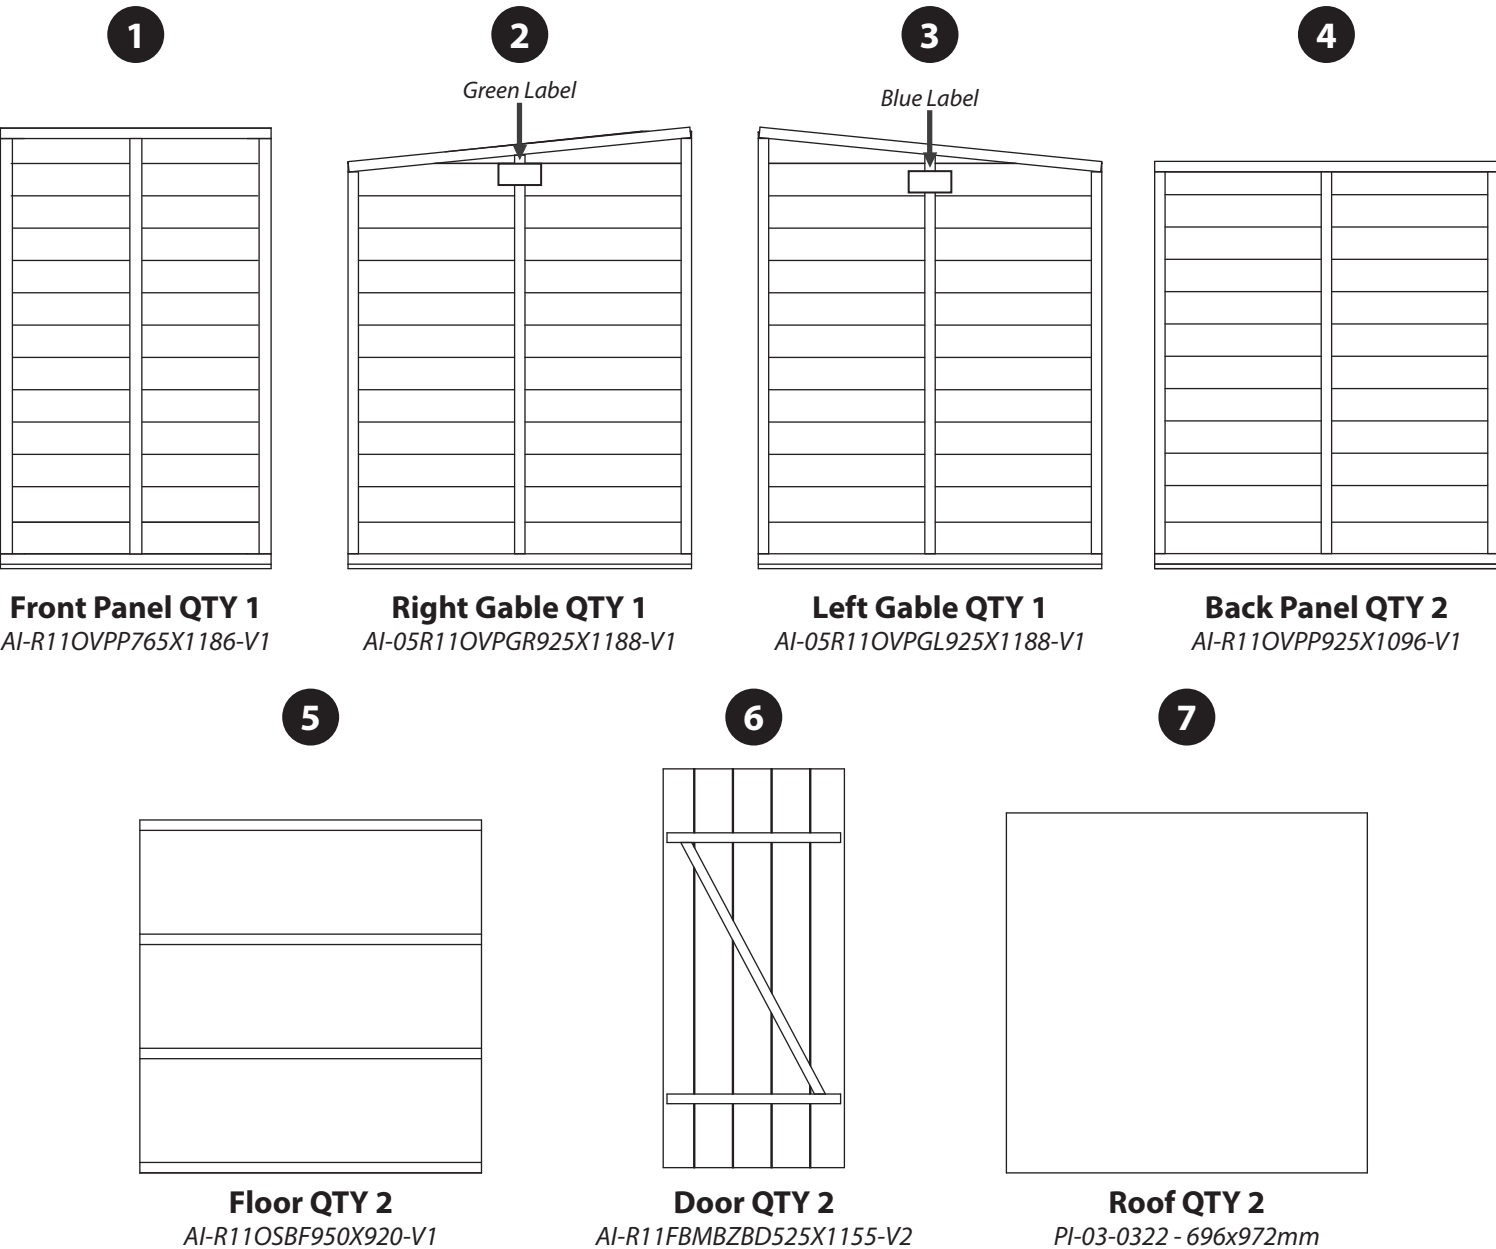 1
2
3
4
Green Label
Blue Label
Front Panel QTY 1
AI-R11OVPP765X1186-V1
Right Gable QTY 1
AI-05R11OVPGR925X1188-V1
Left Gable QTY 1
AI-05R11OVPGL925X1188-V1
Back Panel QTY 2
AI-R11OVPP925X1096-V1
5
6
7
Floor QTY 2
AI-R11OSBF950X920-V1
Door QTY 2
AI-R11FBMBZBD525X1155-V2
Roof QTY 2
PI-03-0322 - 696x972mm